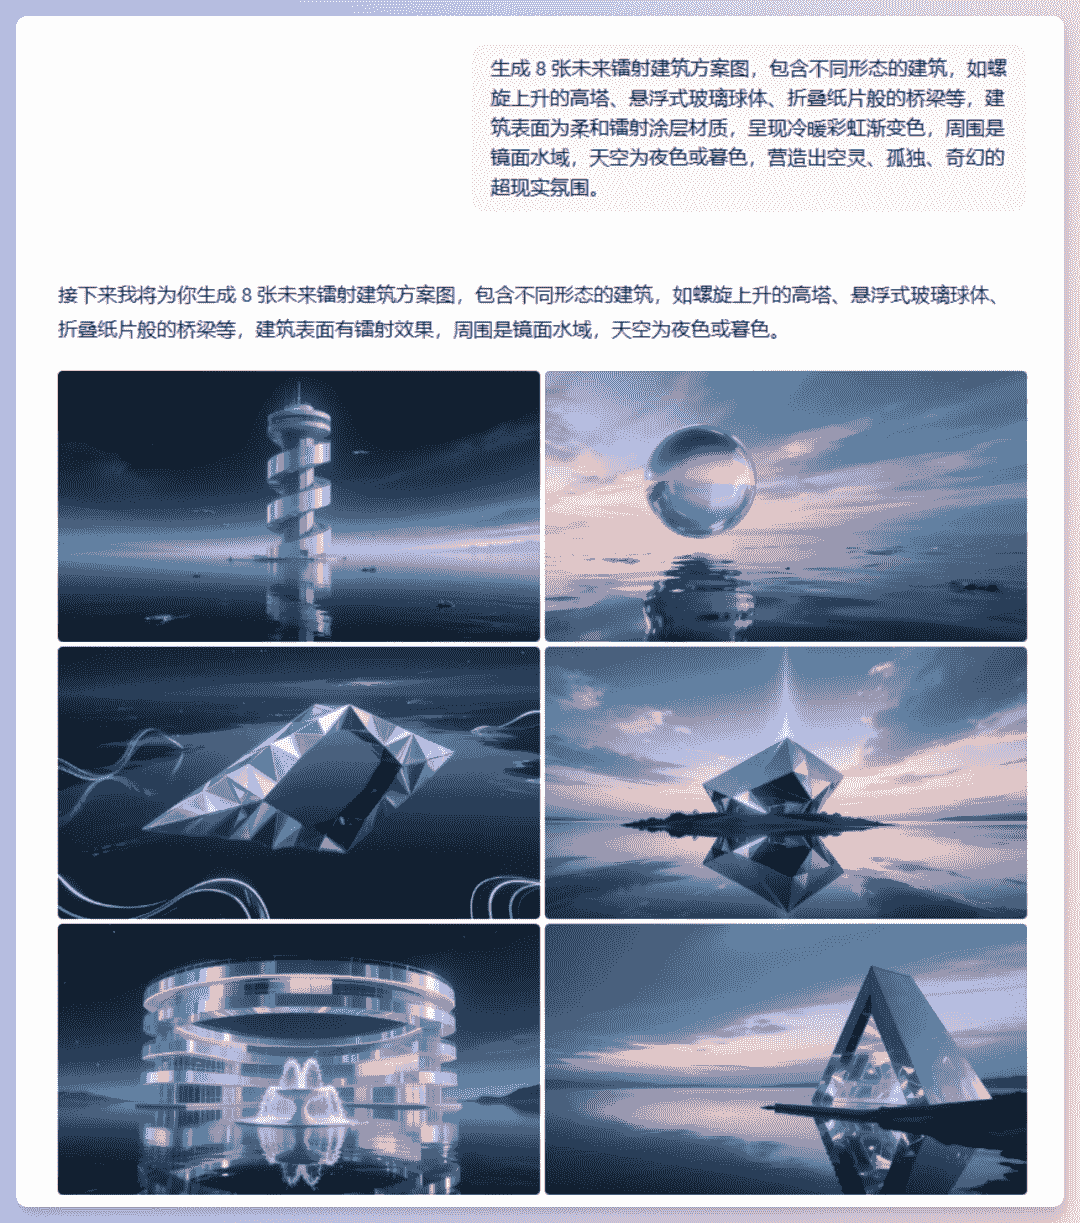 生成 8 张未来镭射建筑方案图，包含不同形态的建筑，如螺
旋上升的高塔、悬浮式玻璃球体、折叠纸片般的桥梁等，建
筑表面为柔和镭射涂层材质，呈现冷暖彩虹渐变色，周围是
镜面水域，天空为夜色或暮色，营造出空灵、孤独、奇幻的
超现实氛围。
接下来我将为你生成 8 张未来镭射建筑方案图，包含不同形态的建筑，如螺旋上升的高塔、悬浮式玻璃球体、
折叠纸片般的桥梁等，建筑表面有镭射效果，周围是镜面水域，天空为夜色或暮色。